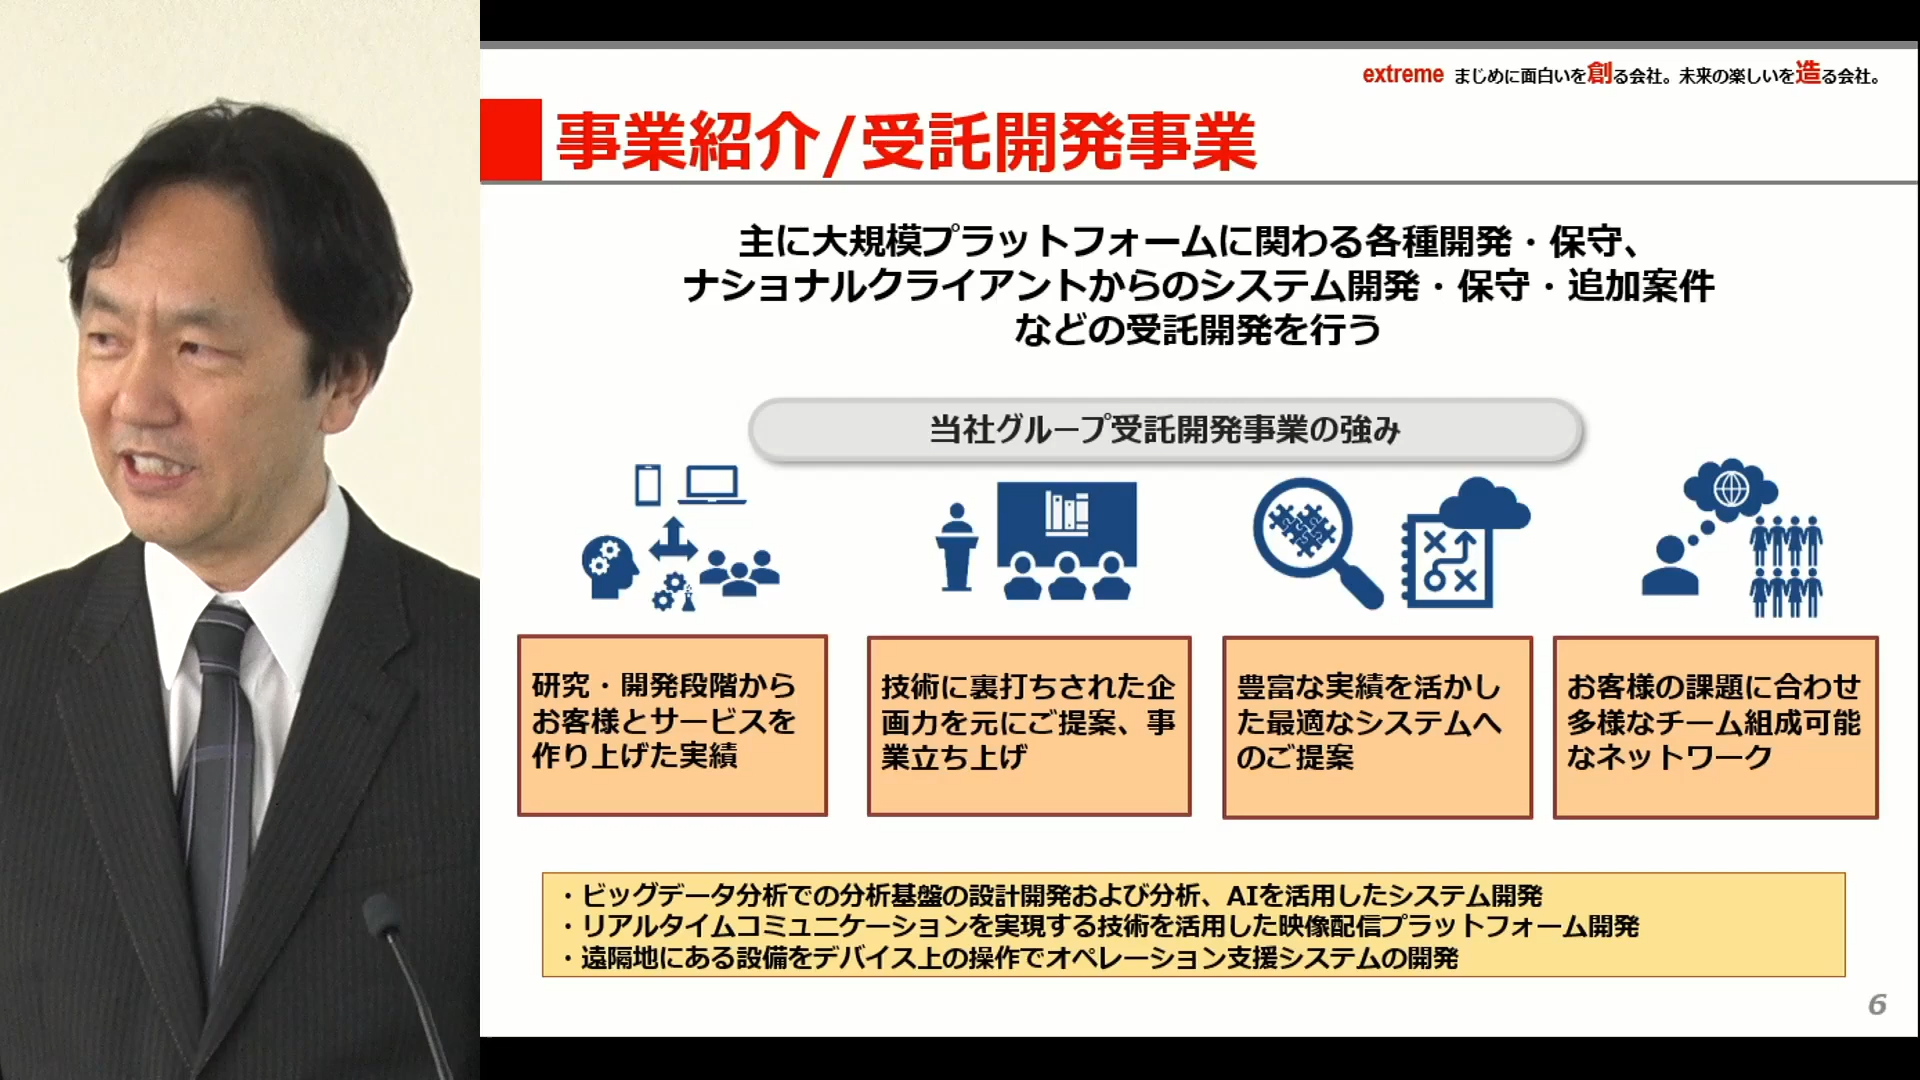 extreme まじめに面白いを創る会社。未来の楽しいを造る会社。
事業紹介/受託開発事業
主に大規模プラットフォームに関わる各種開発・保守、
ナショナルクライアントからのシステム開発・保守・追加案件
などの受託開発を行う
当社グループ受託開発事業の強み
研究・開発段階から
お客様とサービスを
作り上げた実績
技術に裏打ちされた企
画力を元にご提案、事
業立ち上げ
豊富な実績を活かし
た最適なシステムへ
のご提案
お客様の課題に合わせ
多様なチーム組成可能
なネットワーク
・ビッグデータ分析での分析基盤の設計開発および分析、AIを活用したシステム開発
・リアルタイムコミュニケーションを実現する技術を活用した映像配信プラットフォーム開発
・遠隔地にある設備をデバイス上の操作でオペレーション支援システムの開発
6